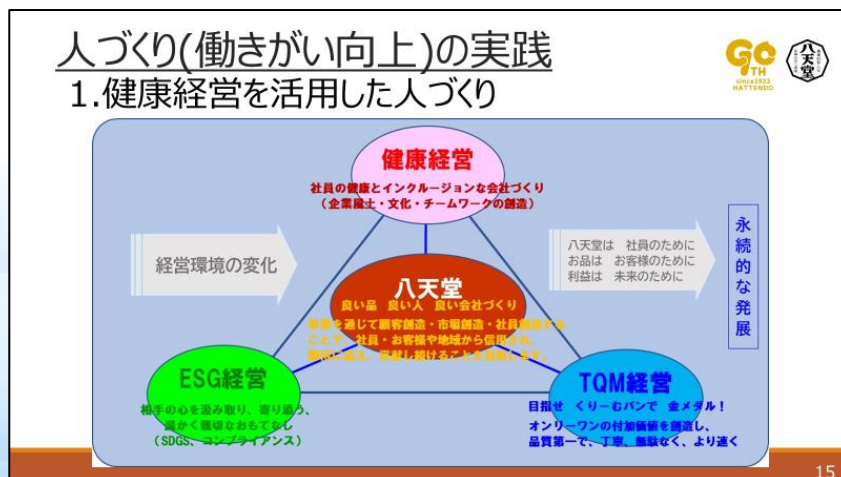 人づくり(働きがい向上)の実践
1.健康経営を活用した人づくり
90
TH
since1933
HATTENDO
八天堂
健康経営
社員の健康とインクルージョンな会社づくり
(企業風土・文化・チームワークの創造)
経営環境の変化
八天堂は 社員のために
お品は お客様のために
利益は 未来のために
永続的な発展
八天堂
良い品 良い人 良い会社づくり
事業を通じて顧客創造・市場創造・社員
ことで 社員・お客様や地域から信用され、
し続けることを目指します。
ESG経営
相手の心を汲み取り、寄り添う、
温かく親切なおもてなし
(SDGS、コンプライアンス)
TQM経営
目指せ くりーむパンで 金メダル!
オンリーワンの付加価値を創造し、
品質第一で、丁寧、無駄なく、より速く
15